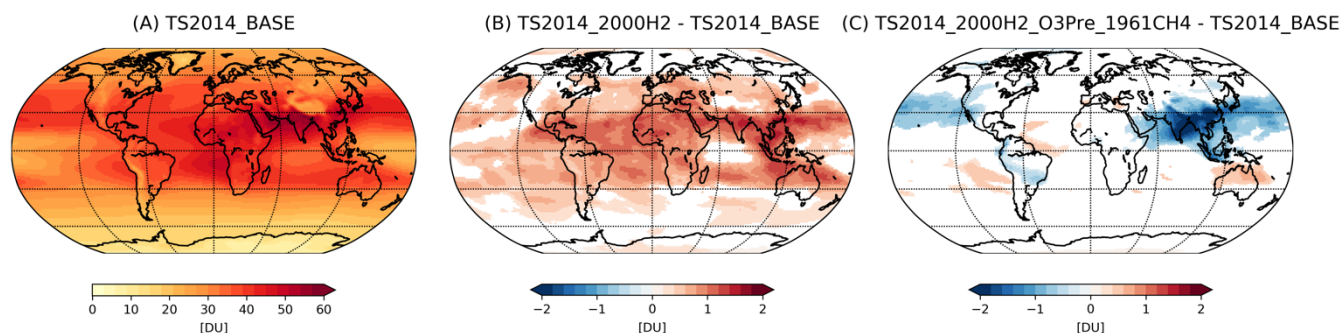 (A) TS2014_BASE
(B) TS2014_2000H2 - TS2014_BASE
(C) TS2014_2000H2_O3Pre_1961CH4 - TS2014_BASE
0 10 20 30 40 50 60
[DU]
−2 −1 0 1 2
[DU]
−2 −1 0 1 2
[DU]